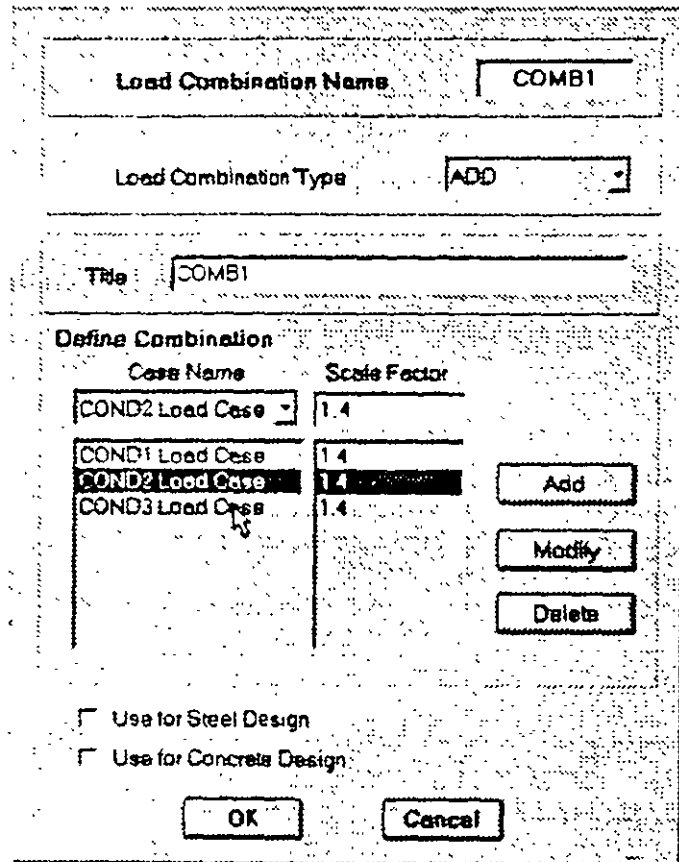 Load Combination Name COMB1
Load Combination Type ADD
Title COMB1
Define Combination
Case Name Scale Factor
COND2 Load Case 1.4
COND1 Load Case 1.4
COND2 Load Case 1.4
COND3 Load Case 1.4
Add
Modify
Delete
Use for Steel Design
Use for Concrete Design
OK Cancel